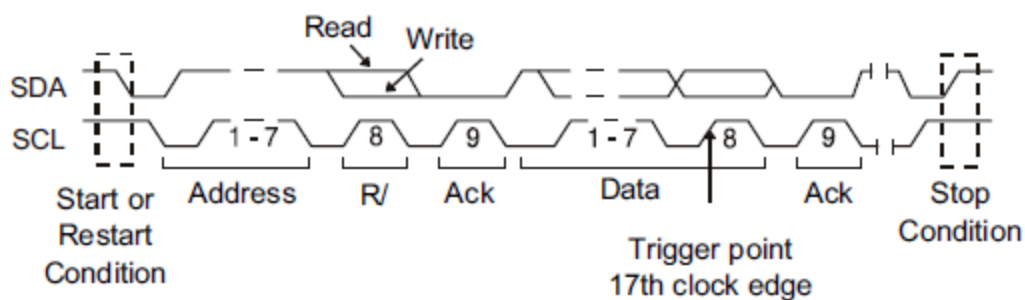 Read
Write
SDA
SCL
1 - 7
8
9
1 - 7
8
9
Address
R/
Ack
Data
Ack
Start or
Restart
Condition
Stop
Condition
Trigger point
17th clock edge